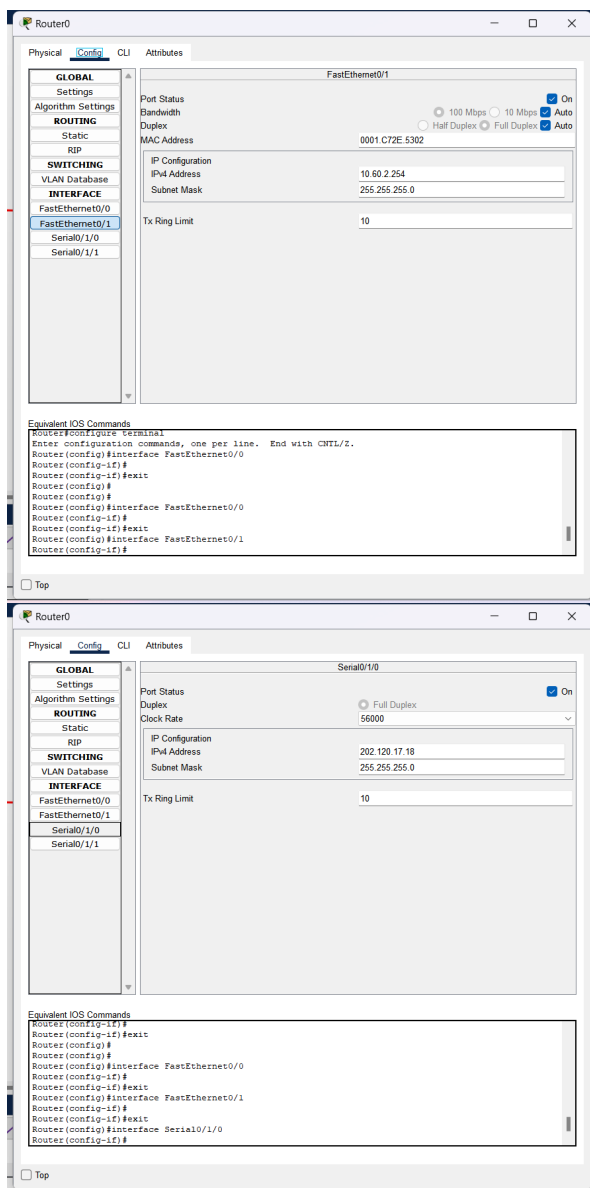 Router0
Physical Config CLI Attributes
GLOBAL
Settings
Algorithm Settings
ROUTING
Static
RIP
SWITCHING
VLAN Database
INTERFACE
FastEthernet0/0
FastEthernet0/1
Serial0/1/0
Serial0/1/1
FastEthernet0/1
Port Status On
Bandwidth 100 Mbps 10 Mbps Auto
Duplex Half Duplex Full Duplex Auto
MAC Address 0001.C72E.5302
IP Configuration
IPv4 Address 10.60.2.254
Subnet Mask 255.255.255.0
Tx Ring Limit 10
Equivalent IOS Commands
Router#configure terminal
Enter configuration commands, one per line. End with CNTL/Z.
Router(config)#interface FastEthernet0/0
Router(config-if)#
Router(config-if)#exit
Router(config)#
Router(config)#
Router(config)#interface FastEthernet0/0
Router(config-if)#
Router(config-if)#exit
Router(config)#interface FastEthernet0/1
Router(config-if)#
Top
Router0
Physical Config CLI Attributes
GLOBAL
Settings
Algorithm Settings
ROUTING
Static
RIP
SWITCHING
VLAN Database
INTERFACE
FastEthernet0/0
FastEthernet0/1
Serial0/1/0
Serial0/1/1
Serial0/1/0
Port Status On
Duplex Full Duplex
Clock Rate 56000
IP Configuration
IPv4 Address 202.120.17.18
Subnet Mask 255.255.255.0
Tx Ring Limit 10
Equivalent IOS Commands
Router(config-if)#
Router(config-if)#exit
Router(config)#
Router(config)#
Router(config)#interface FastEthernet0/0
Router(config-if)#
Router(config-if)#exit
Router(config)#interface FastEthernet0/1
Router(config-if)#
Router(config-if)#exit
Router(config)#interface Serial0/1/0
Router(config-if)#
Top